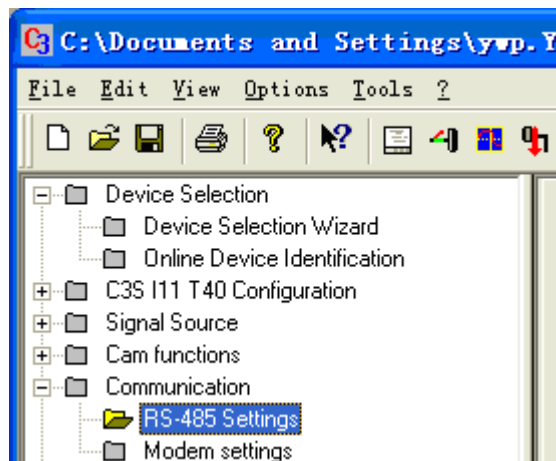 C3 C:\Documents and Settings\ywp.Y
File Edit View Options Tools ?
Device Selection
Device Selection Wizard
Online Device Identification
C3S I11 T40 Configuration
Signal Source
Cam functions
Communication
RS-485 Settings
Modem settings